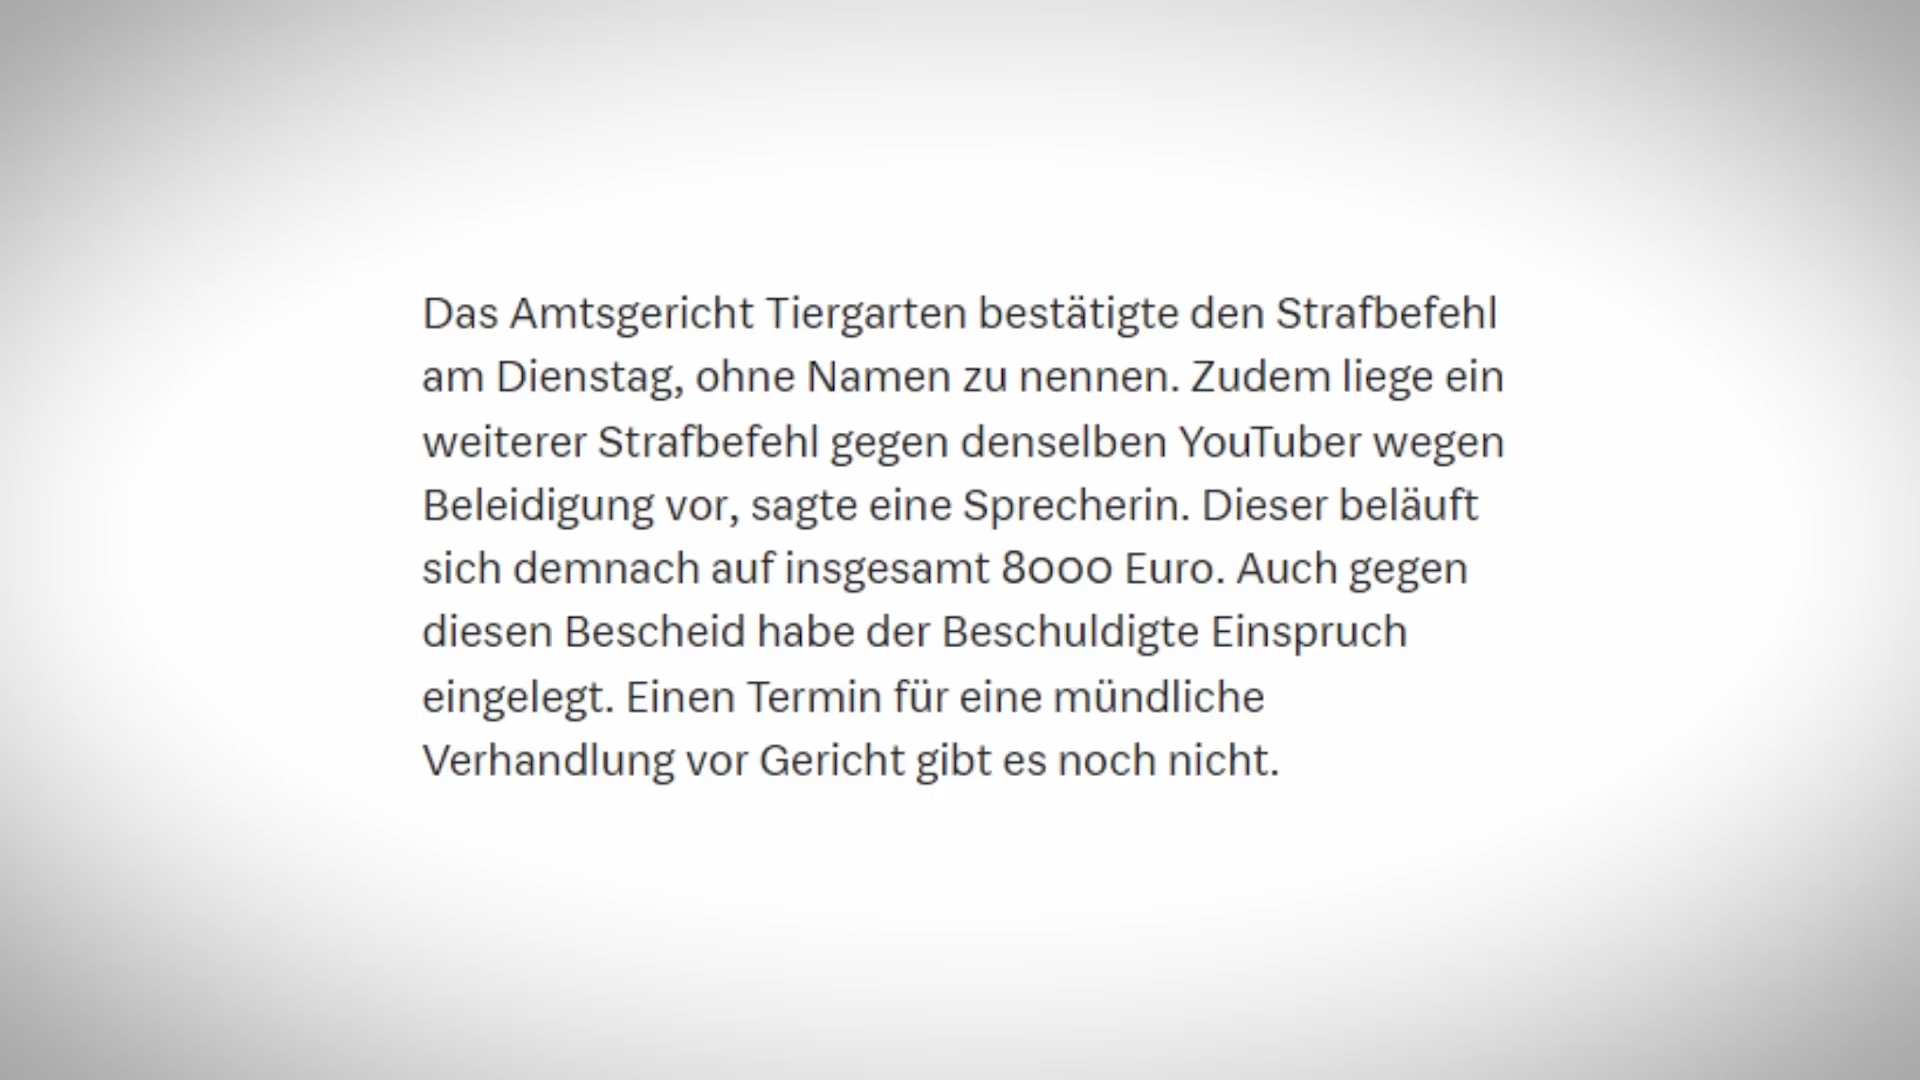 Das Amtsgericht Tiergarten bestätigte den Strafbefehl
am Dienstag, ohne Namen zu nennen. Zudem liege ein
weiterer Strafbefehl gegen denselben YouTuber wegen
Beleidigung vor, sagte eine Sprecherin. Dieser beläuft
sich demnach auf insgesamt 8000 Euro. Auch gegen
diesen Bescheid habe der Beschuldigte Einspruch
eingelegt. Einen Termin für eine mündliche
Verhandlung vor Gericht gibt es noch nicht.